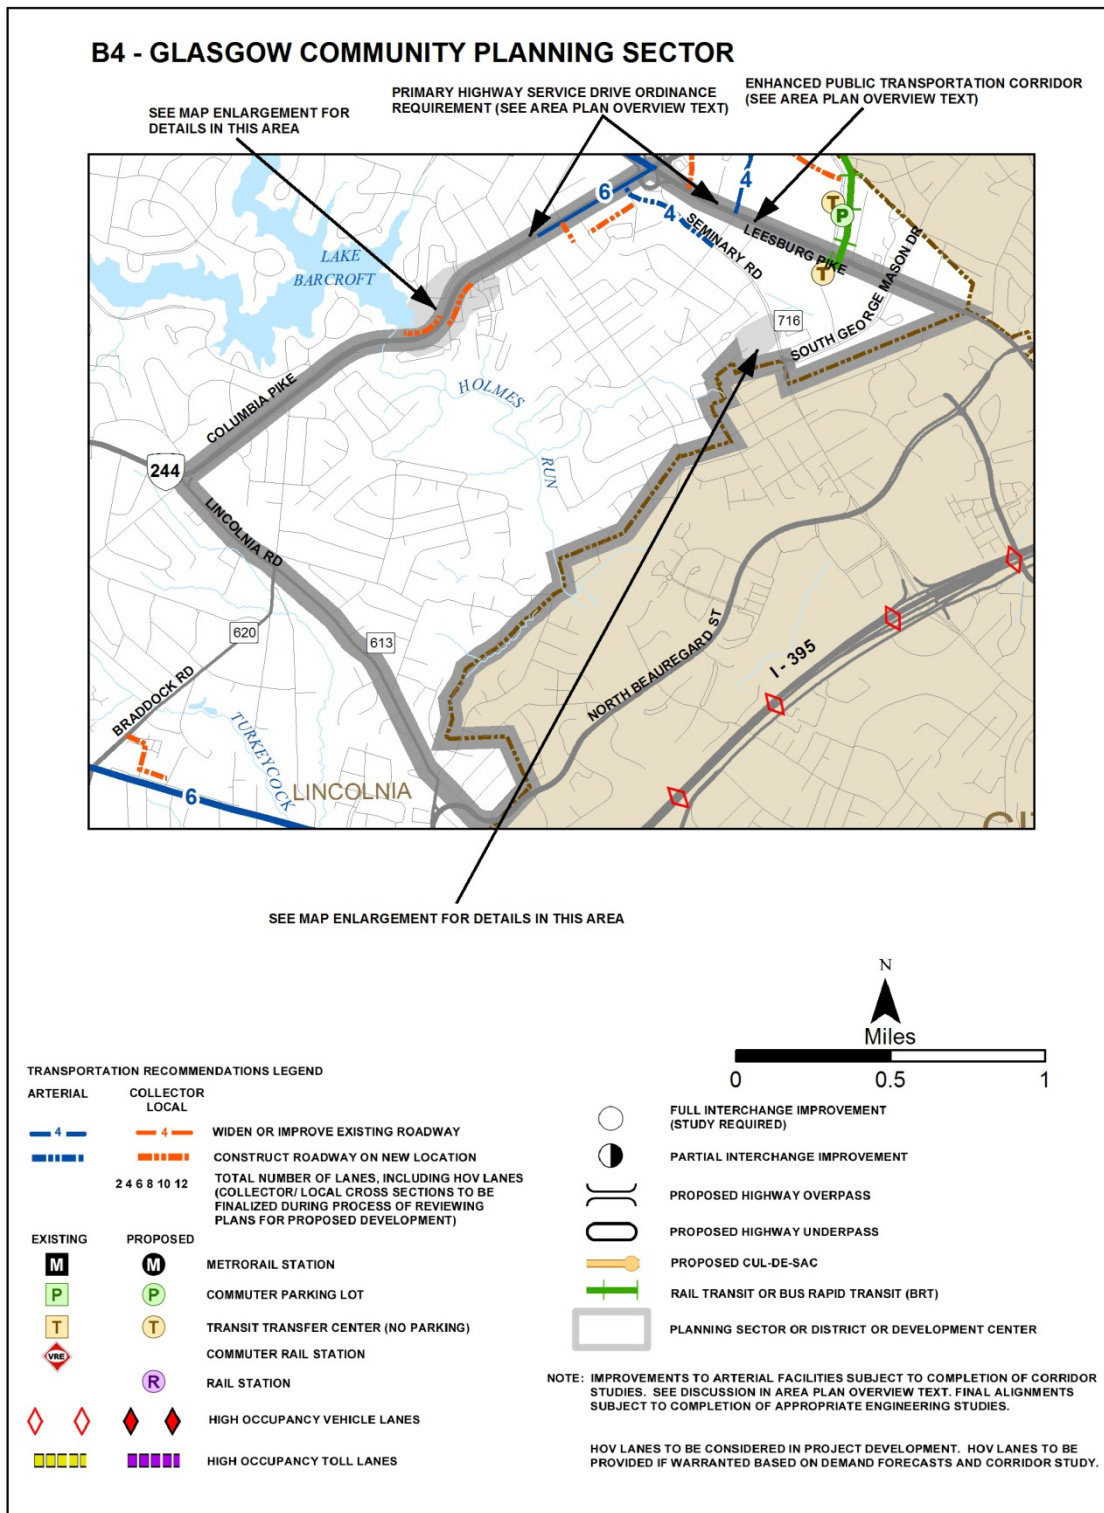 B4 - GLASGOW COMMUNITY PLANNING SECTOR
SEE MAP ENLARGEMENT FOR
DETAILS IN THIS AREA
PRIMARY HIGHWAY SERVICE DRIVE ORDINANCE
REQUIREMENT (SEE AREA PLAN OVERVIEW TEXT)
ENHANCED PUBLIC TRANSPORTATION CORRIDOR
(SEE AREA PLAN OVERVIEW TEXT)
6
4
4
T
P
T
SEMINARY RD
LEESBURG PIKE
SOUTH GEORGE MASON DR
716
LAKE
BARCROFT
COLUMBIA PIKE
HOLMES
RUN
244
LINCOLNIA RD
620
613
BRADDOCK RD
TURKEYCOCK
LINCOLNIA
6
NORTH BEAUREGARD ST
I - 395
SEE MAP ENLARGEMENT FOR DETAILS IN THIS AREA
N
Miles
0 0.5 1
TRANSPORTATION RECOMMENDATIONS LEGEND
ARTERIAL
COLLECTOR
LOCAL
4 4 WIDEN OR IMPROVE EXISTING ROADWAY
CONSTRUCT ROADWAY ON NEW LOCATION
2 4 6 8 10 12 TOTAL NUMBER OF LANES, INCLUDING HOV LANES
(COLLECTOR/ LOCAL CROSS SECTIONS TO BE
FINALIZED DURING PROCESS OF REVIEWING
PLANS FOR PROPOSED DEVELOPMENT)
EXISTING PROPOSED
M M METRORAIL STATION
P P COMMUTER PARKING LOT
T T TRANSIT TRANSFER CENTER (NO PARKING)
VRE COMMUTER RAIL STATION
R RAIL STATION
HIGH OCCUPANCY VEHICLE LANES
HIGH OCCUPANCY TOLL LANES
FULL INTERCHANGE IMPROVEMENT
(STUDY REQUIRED)
PARTIAL INTERCHANGE IMPROVEMENT
PROPOSED HIGHWAY OVERPASS
PROPOSED HIGHWAY UNDERPASS
PROPOSED CUL-DE-SAC
RAIL TRANSIT OR BUS RAPID TRANSIT (BRT)
PLANNING SECTOR OR DISTRICT OR DEVELOPMENT CENTER
NOTE: IMPROVEMENTS TO ARTERIAL FACILITIES SUBJECT TO COMPLETION OF CORRIDOR
STUDIES. SEE DISCUSSION IN AREA PLAN OVERVIEW TEXT. FINAL ALIGNMENTS
SUBJECT TO COMPLETION OF APPROPRIATE ENGINEERING STUDIES.
HOV LANES TO BE CONSIDERED IN PROJECT DEVELOPMENT. HOV LANES TO BE
PROVIDED IF WARRANTED BASED ON DEMAND FORECASTS AND CORRIDOR STUDY.